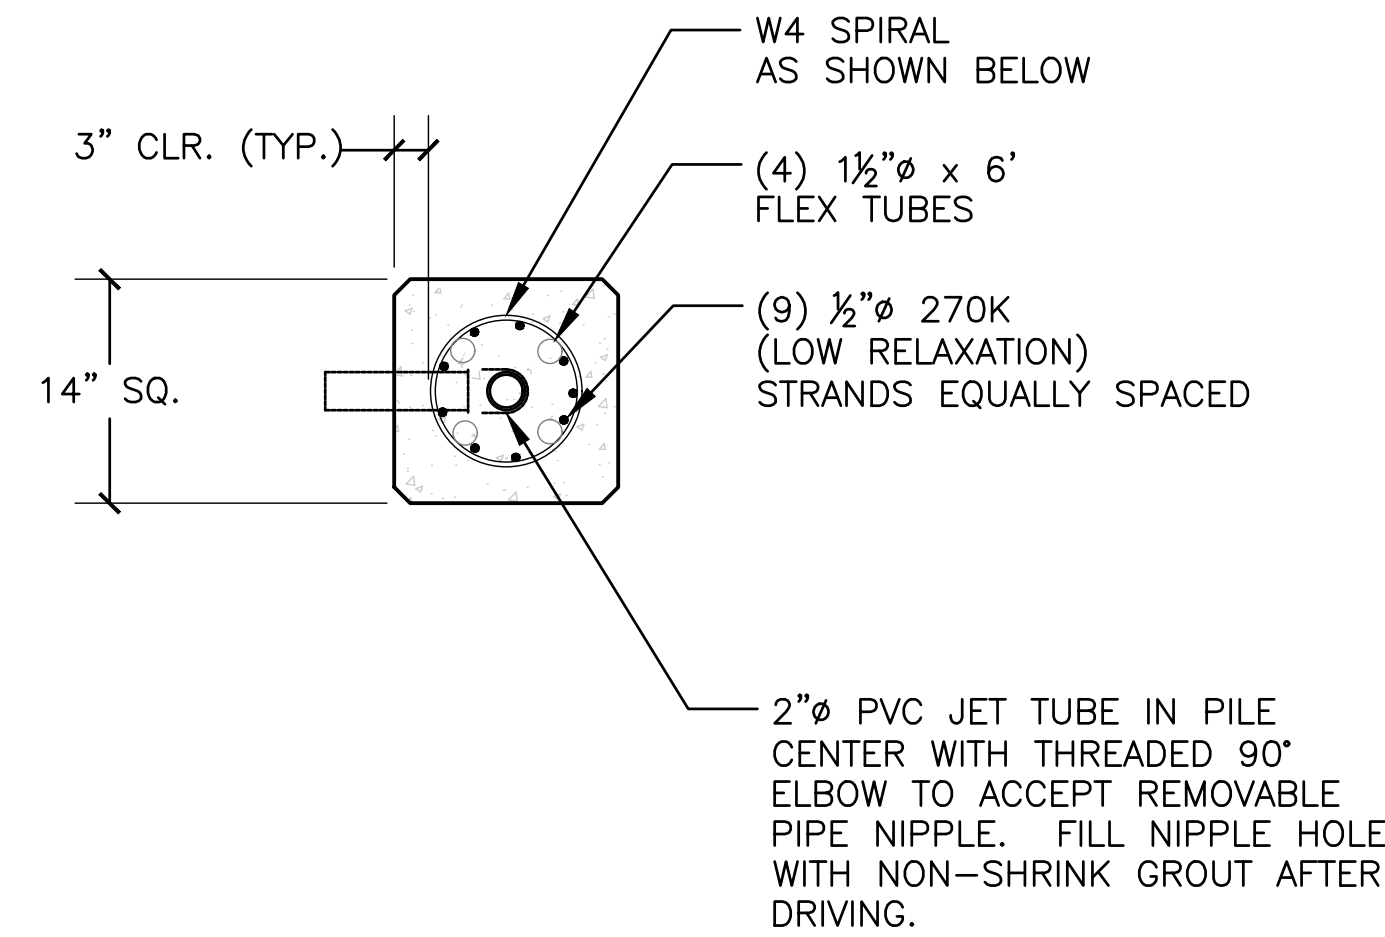 W4 SPIRAL
AS SHOWN BELOW
3" CLR. (TYP.)
(4) 1½"ø x 6'
FLEX TUBES
(9) ½"ø 270K
(LOW RELAXATION)
STRANDS EQUALLY SPACED
14" SQ.
2"ø PVC JET TUBE IN PILE
CENTER WITH THREADED 90°
ELBOW TO ACCEPT REMOVABLE
PIPE NIPPLE. FILL NIPPLE HOLE
WITH NON-SHRINK GROUT AFTER
DRIVING.